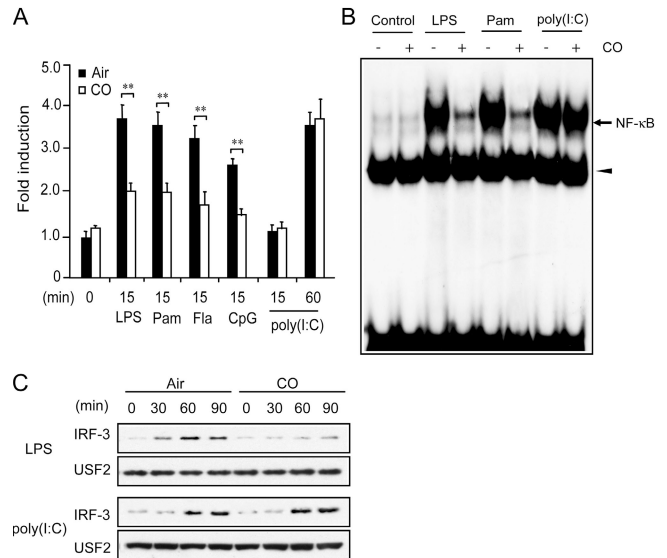 A
Air
CO
Fold induction
5.0
4.0
3.0
2.0
1.0
0
** ** ** **
(min) 0 15 15 15 15 15 60
LPS Pam Fla CpG poly(I:C)
B
Control LPS Pam poly(I:C)
- + - + - + - + CO
NF-κB
C
Air CO
(min) 0 30 60 90 0 30 60 90
LPS
IRF-3
USF2
poly(I:C)
IRF-3
USF2